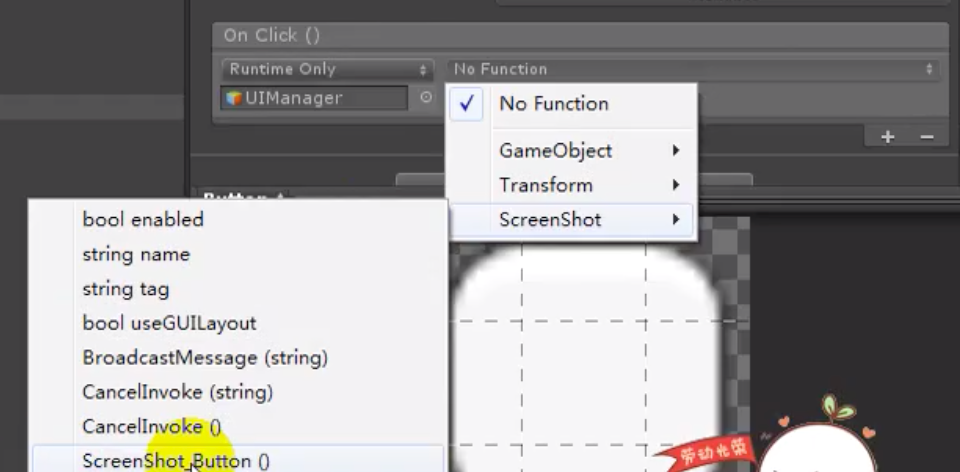 On Click ()
Runtime Only
No Function
UIManager
No Function
GameObject
Transform
ScreenShot
Button
bool enabled
string name
string tag
bool useGUILayout
BroadcastMessage (string)
CancelInvoke (string)
CancelInvoke ()
ScreenShot_Button ()
劳动光荣